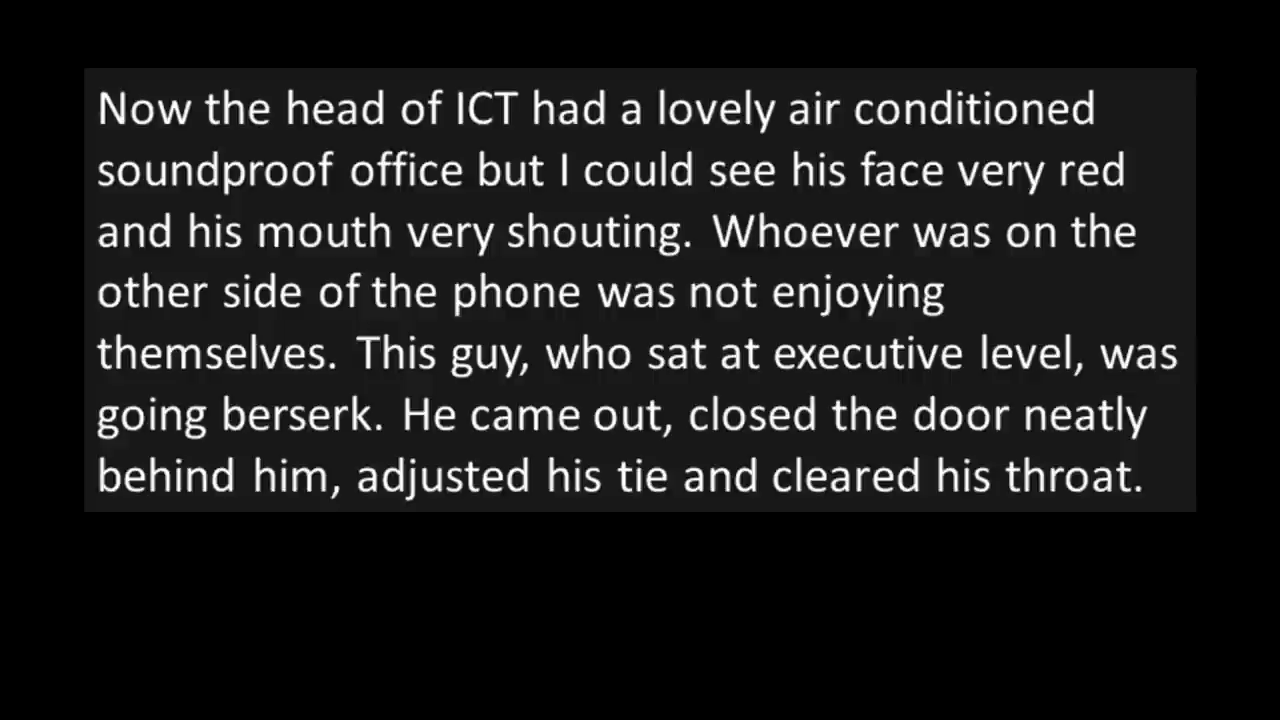 Now the head of ICT had a lovely air conditioned
soundproof office but I could see his face very red
and his mouth very shouting. Whoever was on the
other side of the phone was not enjoying
themselves. This guy, who sat at executive level, was
going berserk. He came out, closed the door neatly
behind him, adjusted his tie and cleared his throat.